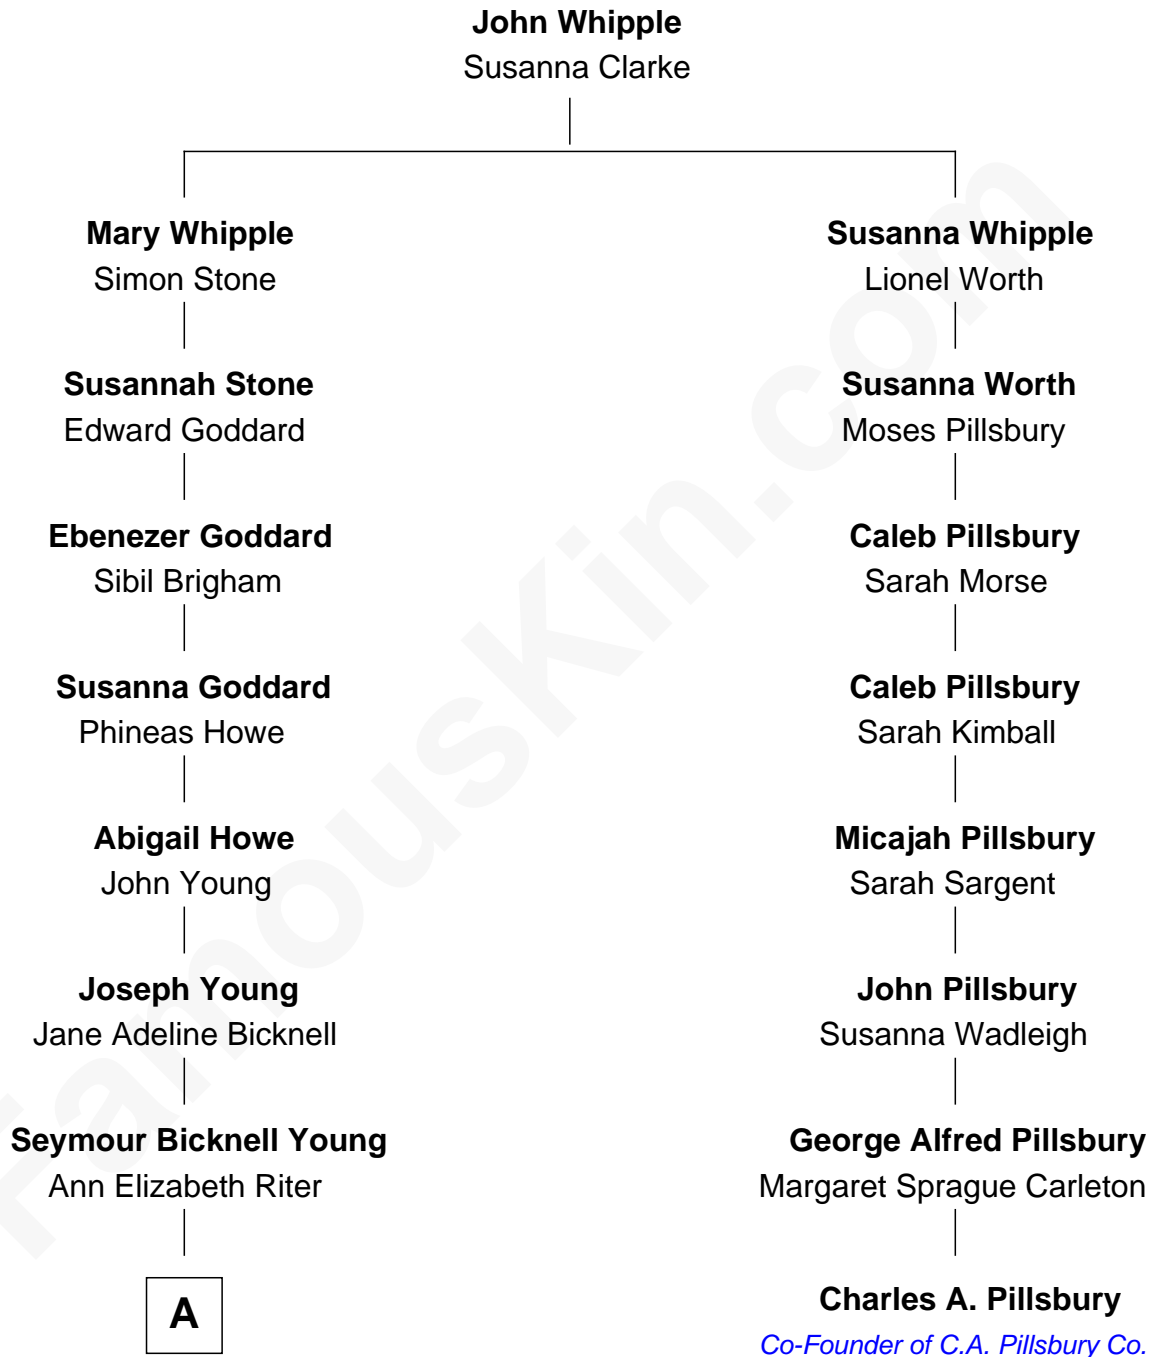 John Whipple
Susanna Clarke
Mary Whipple
Simon Stone
Susanna Whipple
Lionel Worth
Susannah Stone
Edward Goddard
Susanna Worth
Moses Pillsbury
Ebenezer Goddard
Sibil Brigham
Caleb Pillsbury
Sarah Morse
Susanna Goddard
Phineas Howe
Caleb Pillsbury
Sarah Kimball
Abigail Howe
John Young
Micajah Pillsbury
Sarah Sargent
Joseph Young
Jane Adeline Bicknell
John Pillsbury
Susanna Wadleigh
Seymour Bicknell Young
Ann Elizabeth Riter
George Alfred Pillsbury
Margaret Sprague Carleton
A
Charles A. Pillsbury
Co-Founder of C.A. Pillsbury Co.
FamousKin.com